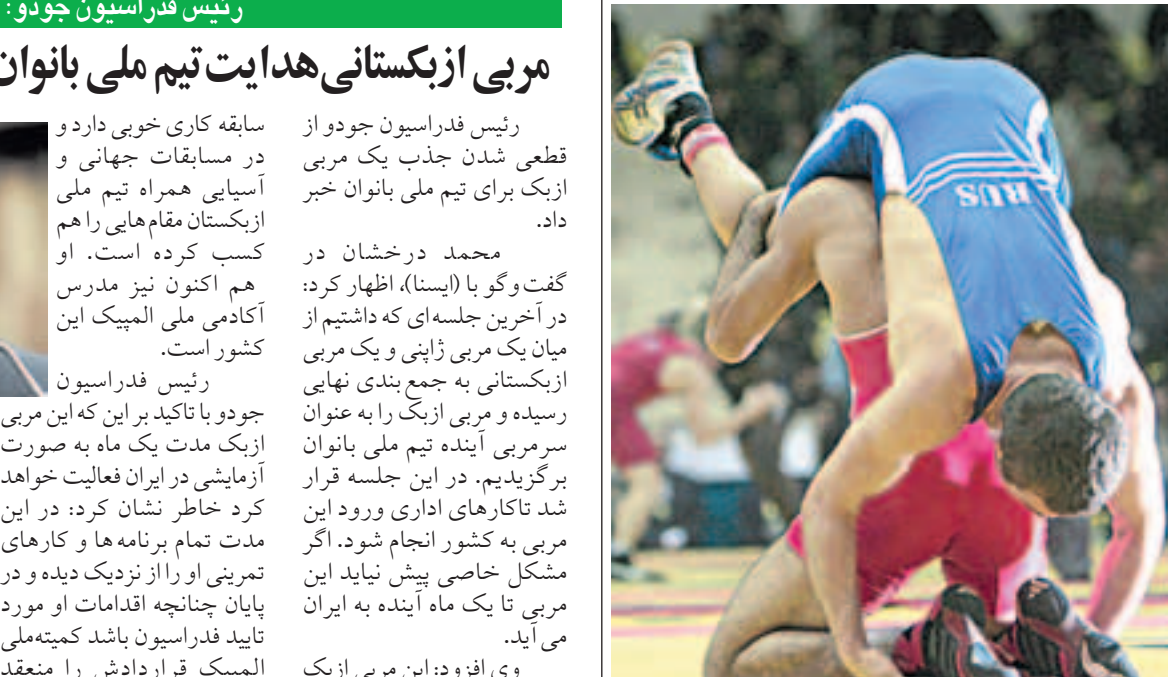 رئیس فدراسیون جودو:
مربی ازبکستانی هدایت تیم ملی بانوان
رئیس فدراسیون جودو از
قطعی شدن جذب یک مربی
ازبک برای تیم ملی بانوان خبر
داد.
محمد درخشان در
گفت وگو با (ایسنا)، اظهار کرد:
در آخرین جلسه‌ای که داشتیم از
میان یک مربی ژاپنی و یک مربی
ازبکستانی به جمع بندی نهایی
رسیده و مربی ازبک را به عنوان
سرمربی آینده تیم ملی بانوان
برگزیدیم. در این جلسه قرار
شد تاکارهای اداری ورود این
مربی به کشور انجام شود. اگر
مشکل خاصی پیش نیاید این
مربی تا یک ماه آینده به ایران
می آید.
وی افزود: این مربی ازبک
سابقه کاری خوبی دارد و
در مسابقات جهانی و
آسیایی همراه تیم ملی
ازبکستان مقام‌هایی را هم
کسب کرده است. او
هم اکنون نیز مدرس
آکادمی ملی المپیک این
کشور است.
رئیس فدراسیون
جودو با تاکید بر این که این مربی
ازبک مدت یک ماه به صورت
آزمایشی در ایران فعالیت خواهد
کرد خاطر نشان کرد: در این
مدت تمام برنامه ها و کارهای
تمرینی او را از نزدیک دیده و در
پایان چنانچه اقدامات او مورد
تایید فدراسیون باشد کمیته‌ملی
المپیک قراردادش را منعقد
RUS